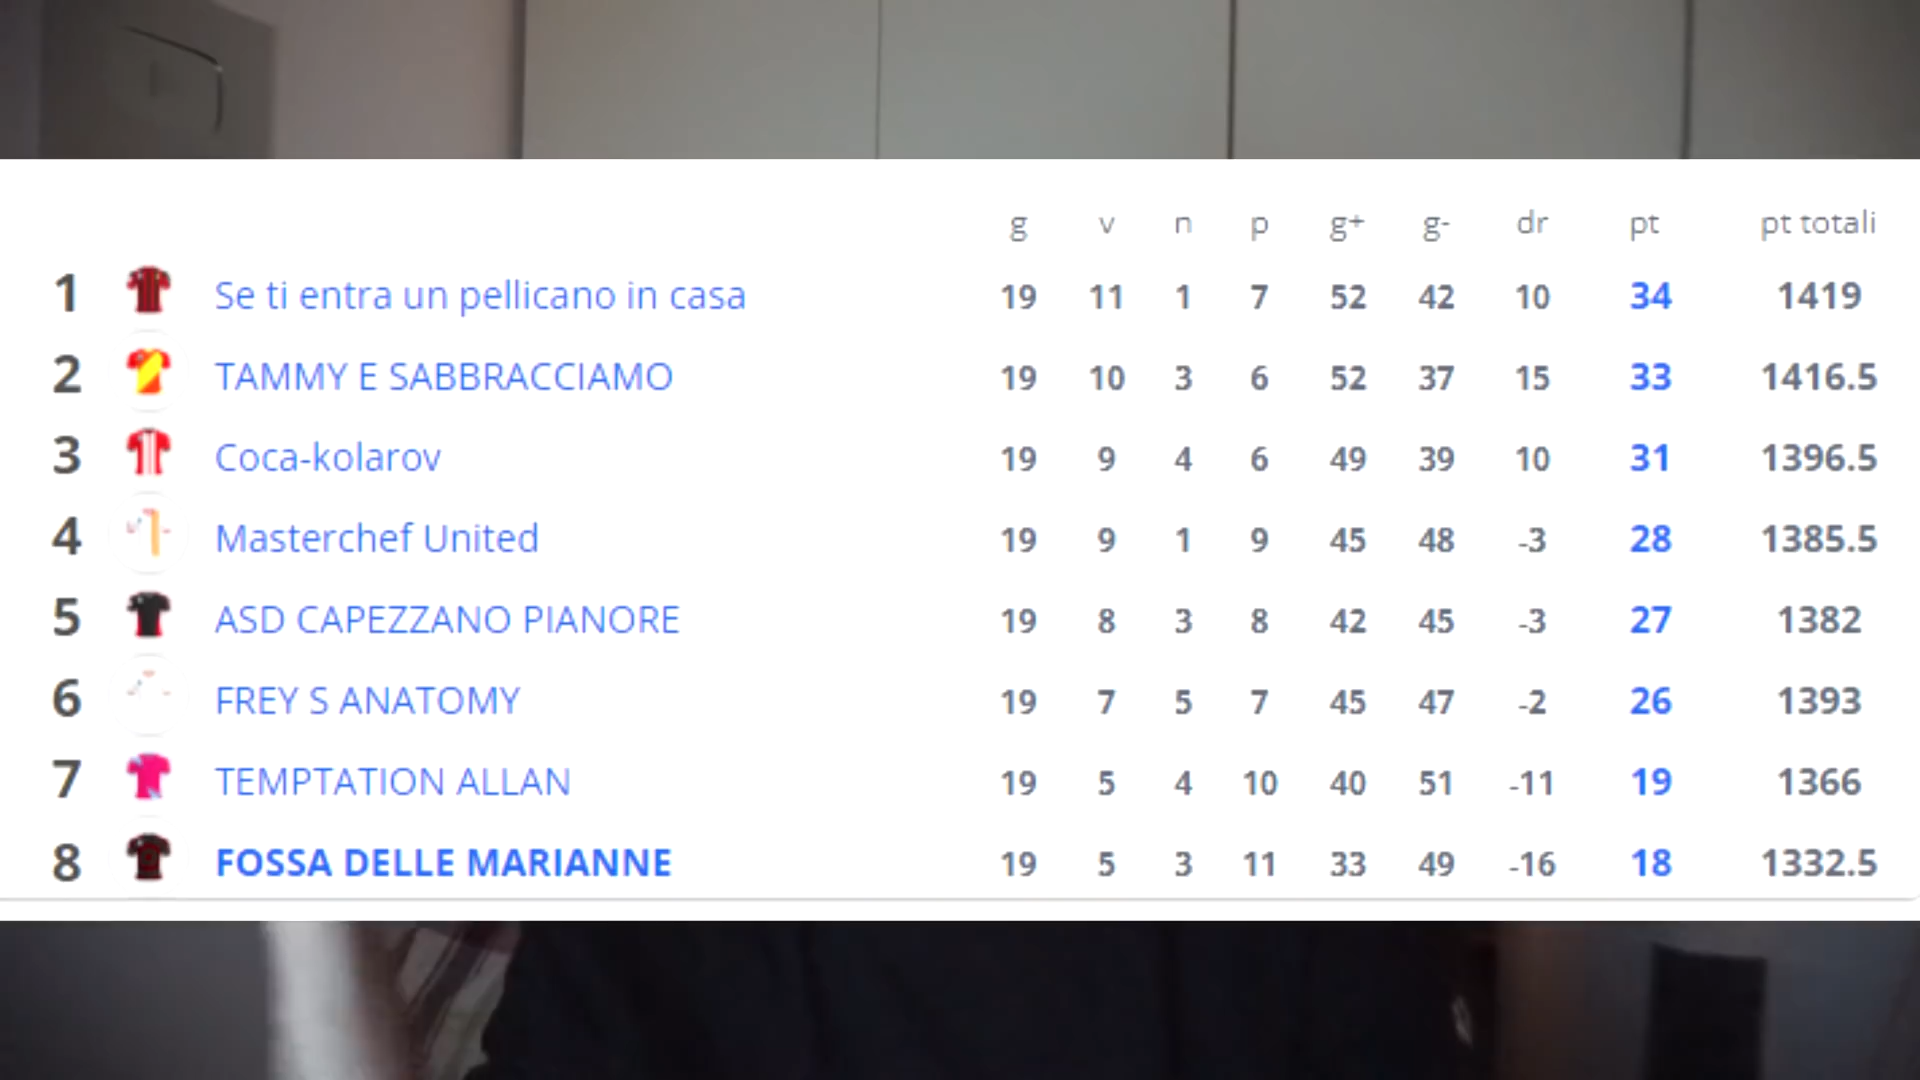 g v n p g+ g- dr pt pt totali
1 Se ti entra un pellicano in casa 19 11 1 7 52 42 10 34 1419
2 TAMMY E SABBRACCIAMO 19 10 3 6 52 37 15 33 1416.5
3 Coca-kolarov 19 9 4 6 49 39 10 31 1396.5
4 Masterchef United 19 9 1 9 45 48 -3 28 1385.5
5 ASD CAPEZZANO PIANORE 19 8 3 8 42 45 -3 27 1382
6 FREY S ANATOMY 19 7 5 7 45 47 -2 26 1393
7 TEMPTATION ALLAN 19 5 4 10 40 51 -11 19 1366
8 FOSSA DELLE MARIANNE 19 5 3 11 33 49 -16 18 1332.5